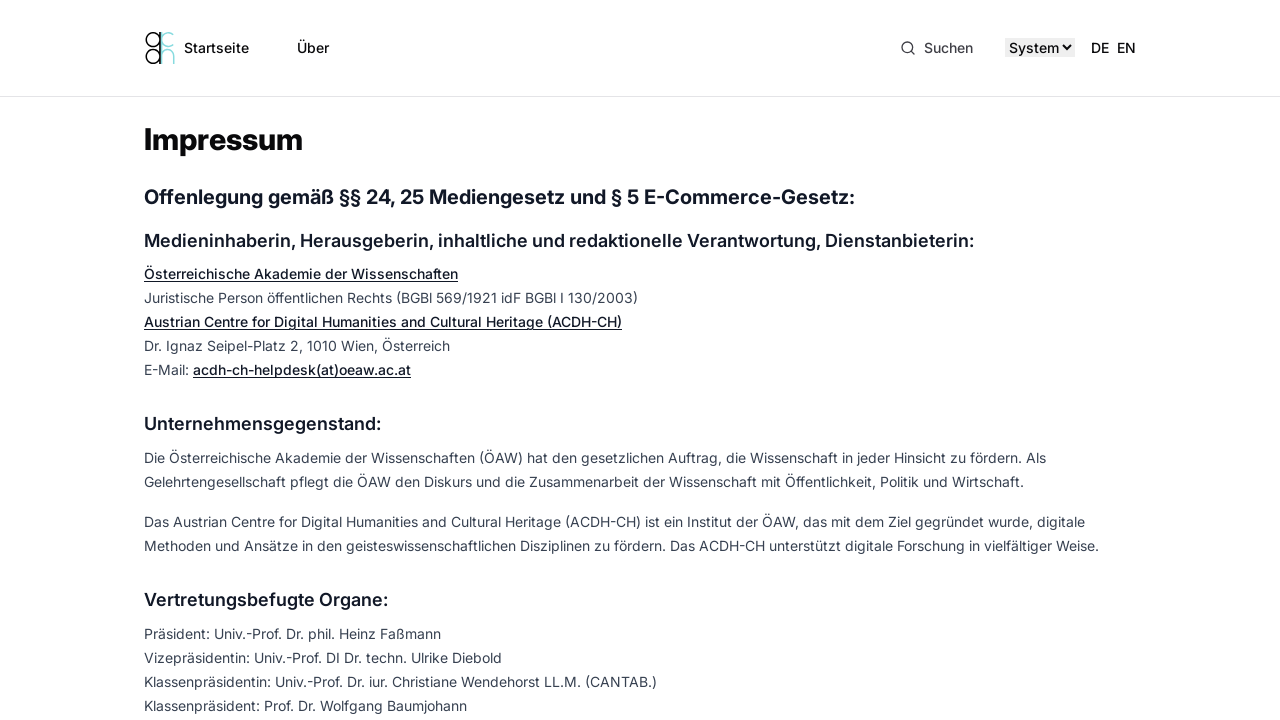 Startseite
Über
Suchen
System
DE EN
Impressum
Offenlegung gemäß §§ 24, 25 Mediengesetz und § 5 E-Commerce-Gesetz:
Medieninhaberin, Herausgeberin, inhaltliche und redaktionelle Verantwortung, Dienstanbieterin:
Österreichische Akademie der Wissenschaften
Juristische Person öffentlichen Rechts (BGBl 569/1921 idF BGBl I 130/2003)
Austrian Centre for Digital Humanities and Cultural Heritage (ACDH-CH)
Dr. Ignaz Seipel-Platz 2, 1010 Wien, Österreich
E-Mail: acdh-ch-helpdesk(at)oeaw.ac.at
Unternehmensgegenstand:
Die Österreichische Akademie der Wissenschaften (ÖAW) hat den gesetzlichen Auftrag, die Wissenschaft in jeder Hinsicht zu fördern. Als
Gelehrtengesellschaft pflegt die ÖAW den Diskurs und die Zusammenarbeit der Wissenschaft mit Öffentlichkeit, Politik und Wirtschaft.
Das Austrian Centre for Digital Humanities and Cultural Heritage (ACDH-CH) ist ein Institut der ÖAW, das mit dem Ziel gegründet wurde, digitale
Methoden und Ansätze in den geisteswissenschaftlichen Disziplinen zu fördern. Das ACDH-CH unterstützt digitale Forschung in vielfältiger Weise.
Vertretungsbefugte Organe:
Präsident: Univ.-Prof. Dr. phil. Heinz Faßmann
Vizepräsidentin: Univ.-Prof. DI Dr. techn. Ulrike Diebold
Klassenpräsidentin: Univ.-Prof. Dr. iur. Christiane Wendehorst LL.M. (CANTAB.)
Klassenpräsident: Prof. Dr. Wolfgang Baumjohann